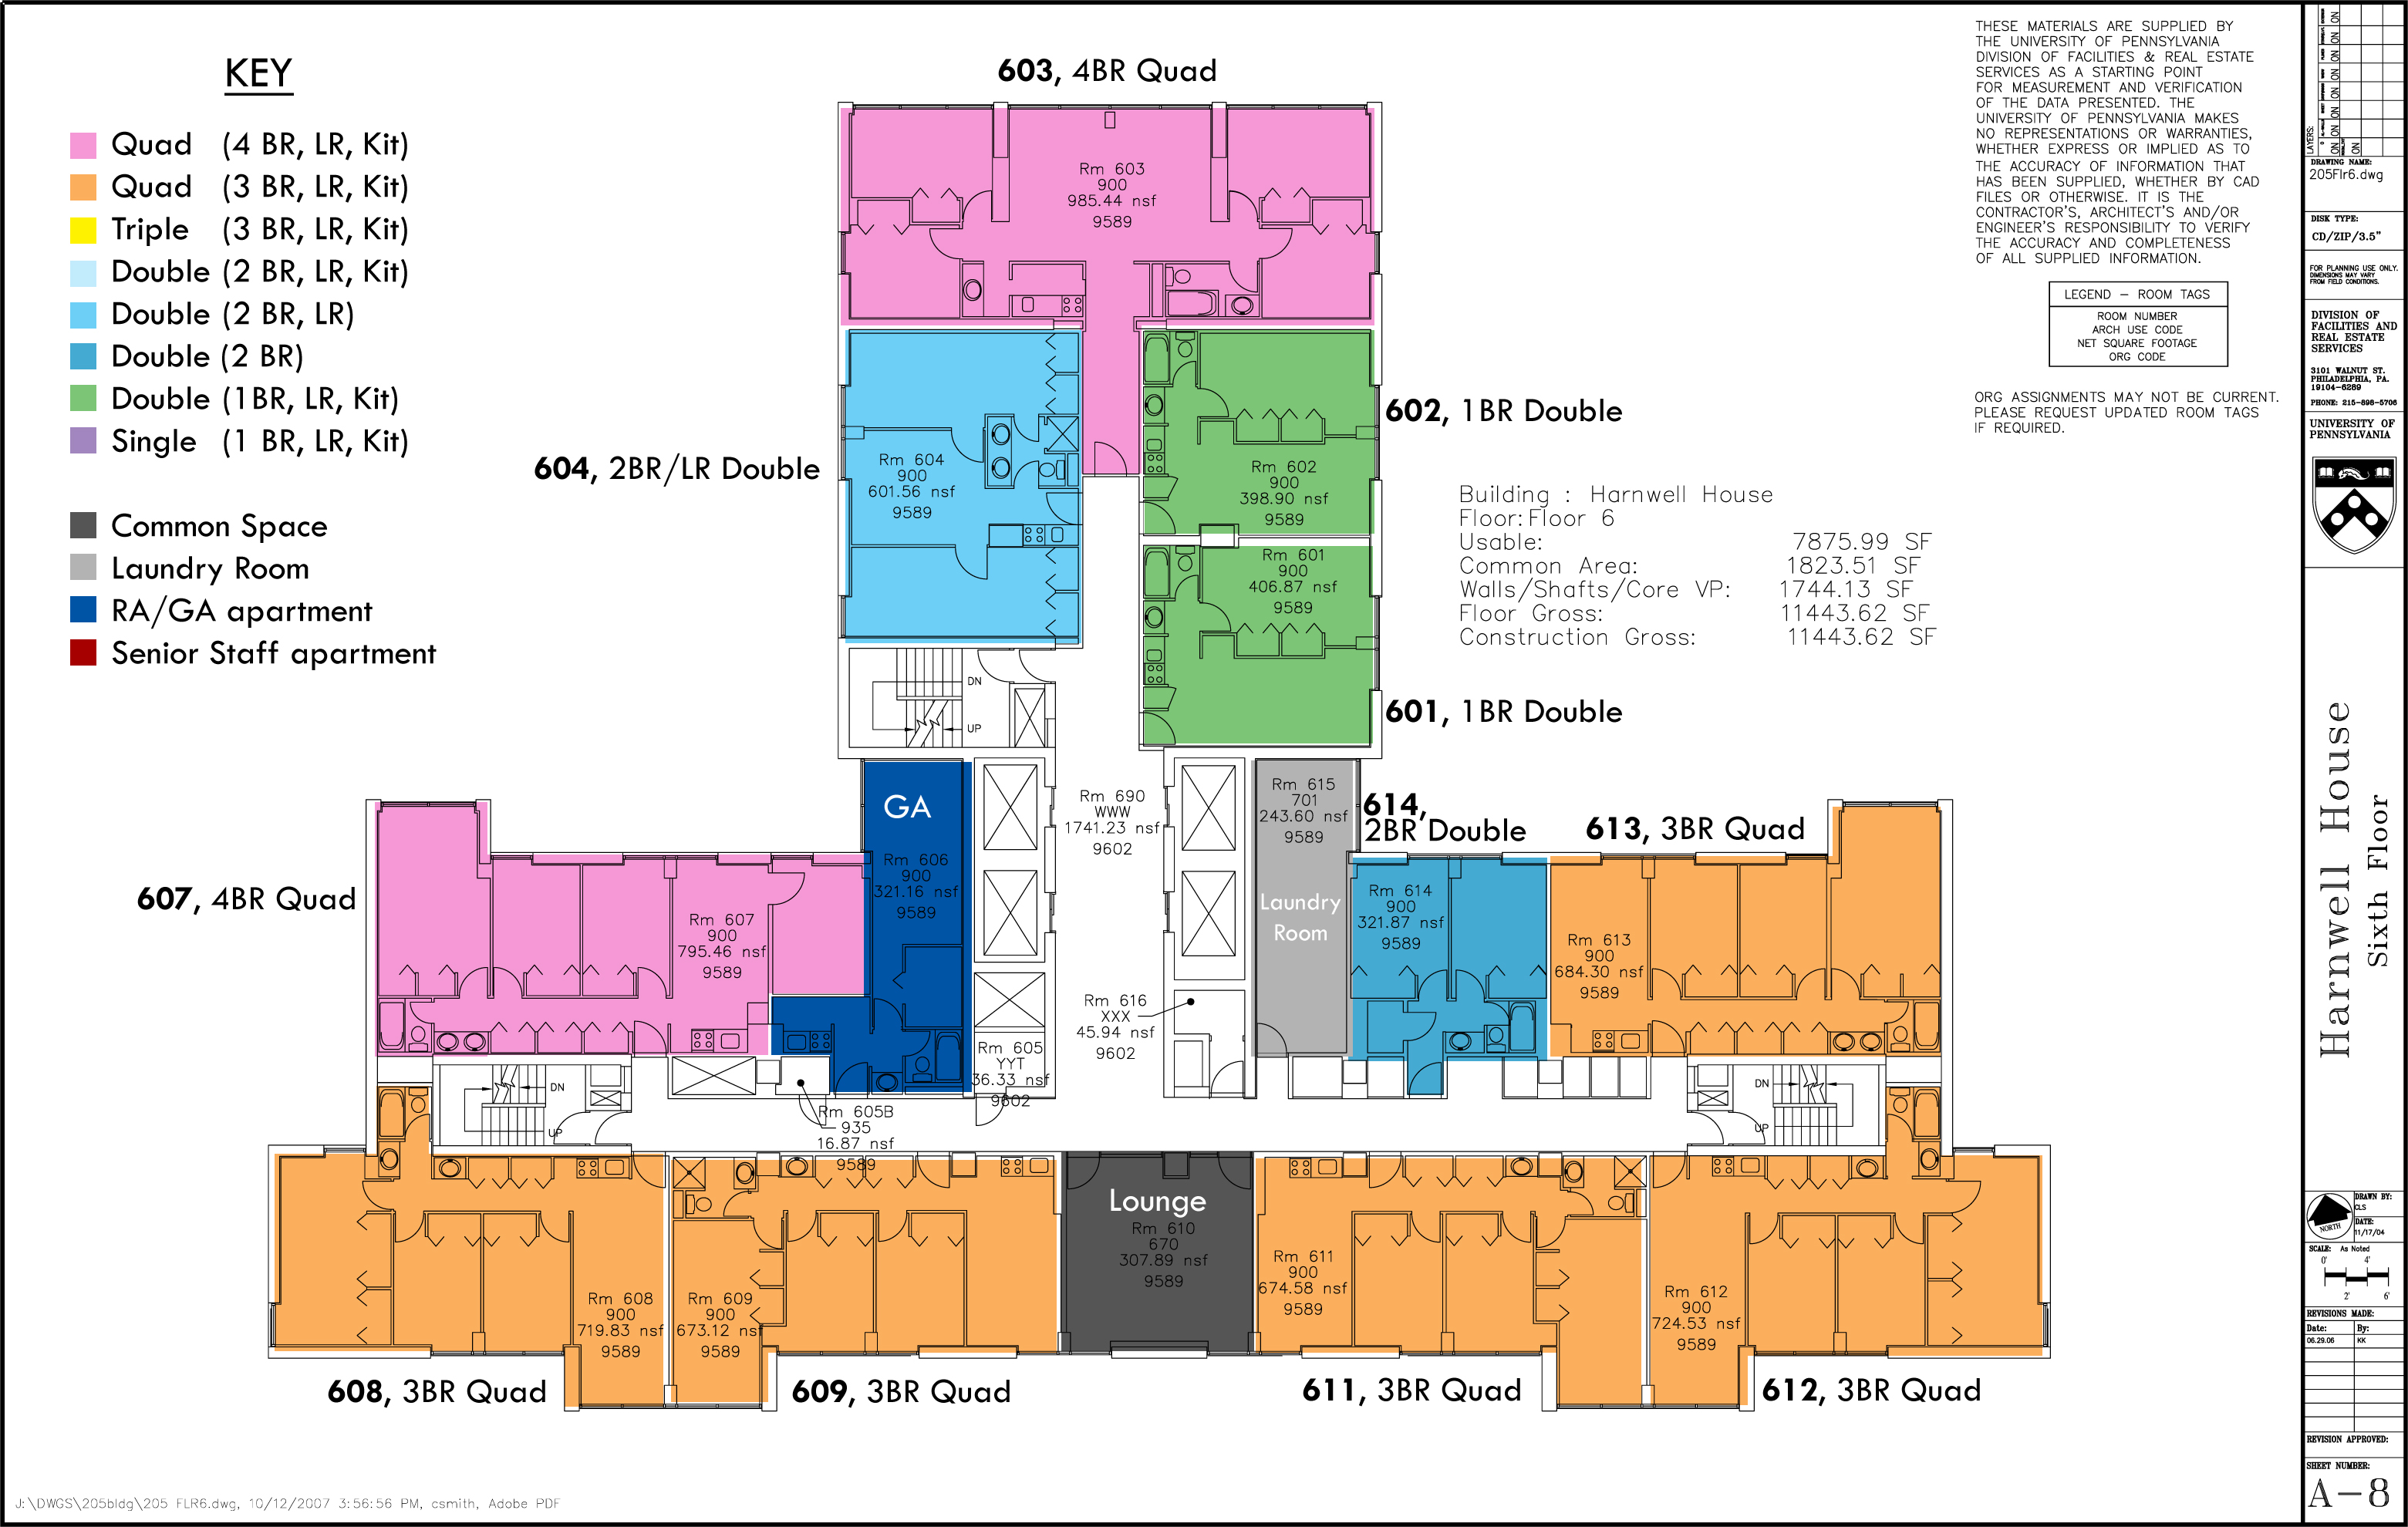 KEY
Quad (4 BR, LR, Kit)
Quad (3 BR, LR, Kit)
Triple (3 BR, LR, Kit)
Double (2 BR, LR, Kit)
Double (2 BR, LR)
Double (2 BR)
Double (1BR, LR, Kit)
Single (1 BR, LR, Kit)
Common Space
Laundry Room
RA/GA apartment
Senior Staff apartment
603, 4BR Quad
Rm 603
900
985.44 nsf
9589
604, 2BR/LR Double
Rm 604
900
601.56 nsf
9589
602, 1BR Double
Rm 602
900
398.90 nsf
9589
Rm 601
900
406.87 nsf
9589
601, 1BR Double
DN
UP
GA
Rm 606
900
321.16 nsf
9589
Rm 690
WWW
1741.23 nsf
9602
Rm 615
701
243.60 nsf
9589
Laundry
Room
614,
2BR Double
Rm 614
900
321.87 nsf
9589
613, 3BR Quad
Rm 613
900
684.30 nsf
9589
607, 4BR Quad
Rm 607
900
795.46 nsf
9589
Rm 605
YYT
36.33 nsf
9602
Rm 616
XXX
45.94 nsf
9602
DN
UP
Rm 605B
935
16.87 nsf
9589
DN
UP
Rm 608
900
719.83 nsf
9589
608, 3BR Quad
Rm 609
900
673.12 nsf
9589
609, 3BR Quad
Lounge
Rm 610
670
307.89 nsf
9589
Rm 611
900
674.58 nsf
9589
611, 3BR Quad
Rm 612
900
724.53 nsf
9589
612, 3BR Quad
THESE MATERIALS ARE SUPPLIED BY
THE UNIVERSITY OF PENNSYLVANIA
DIVISION OF FACILITIES & REAL ESTATE
SERVICES AS A STARTING POINT
FOR MEASUREMENT AND VERIFICATION
OF THE DATA PRESENTED. THE
UNIVERSITY OF PENNSYLVANIA MAKES
NO REPRESENTATIONS OR WARRANTIES,
WHETHER EXPRESS OR IMPLIED AS TO
THE ACCURACY OF INFORMATION THAT
HAS BEEN SUPPLIED, WHETHER BY CAD
FILES OR OTHERWISE. IT IS THE
CONTRACTOR'S, ARCHITECT'S AND/OR
ENGINEER'S RESPONSIBILITY TO VERIFY
THE ACCURACY AND COMPLETENESS
OF ALL SUPPLIED INFORMATION.
LEGEND – ROOM TAGS
ROOM NUMBER
ARCH USE CODE
NET SQUARE FOOTAGE
ORG CODE
ORG ASSIGNMENTS MAY NOT BE CURRENT.
PLEASE REQUEST UPDATED ROOM TAGS
IF REQUIRED.
Building : Harnwell House
Floor:Floor 6
Usable: 7875.99 SF
Common Area: 1823.51 SF
Walls/Shafts/Core VP: 1744.13 SF
Floor Gross: 11443.62 SF
Construction Gross: 11443.62 SF
LAYERS:
ON
ON ON
ON ON
ON ON
ON ON
ON ON
DRAWING NAME:
205Flr6.dwg
DISK TYPE:
CD/ZIP/3.5"
FOR PLANNING USE ONLY.
DIMENSIONS MAY VARY
FROM FIELD CONDITIONS.
DIVISION OF
FACILITIES AND
REAL ESTATE
SERVICES
3101 WALNUT ST.
PHILADELPHIA, PA.
19104-6289
PHONE: 215-898-5706
UNIVERSITY OF
PENNSYLVANIA
Harnwell House
Sixth Floor
NORTH
DRAWN BY:
CLS
DATE:
11/17/04
SCALE: As Noted
0' 4'
2' 6'
REVISIONS MADE:
Date: By:
06.29.06 KK
REVISION APPROVED:
SHEET NUMBER:
A-8
J:\DWGS\205bldg\205 FLR6.dwg, 10/12/2007 3:56:56 PM, csmith, Adobe PDF